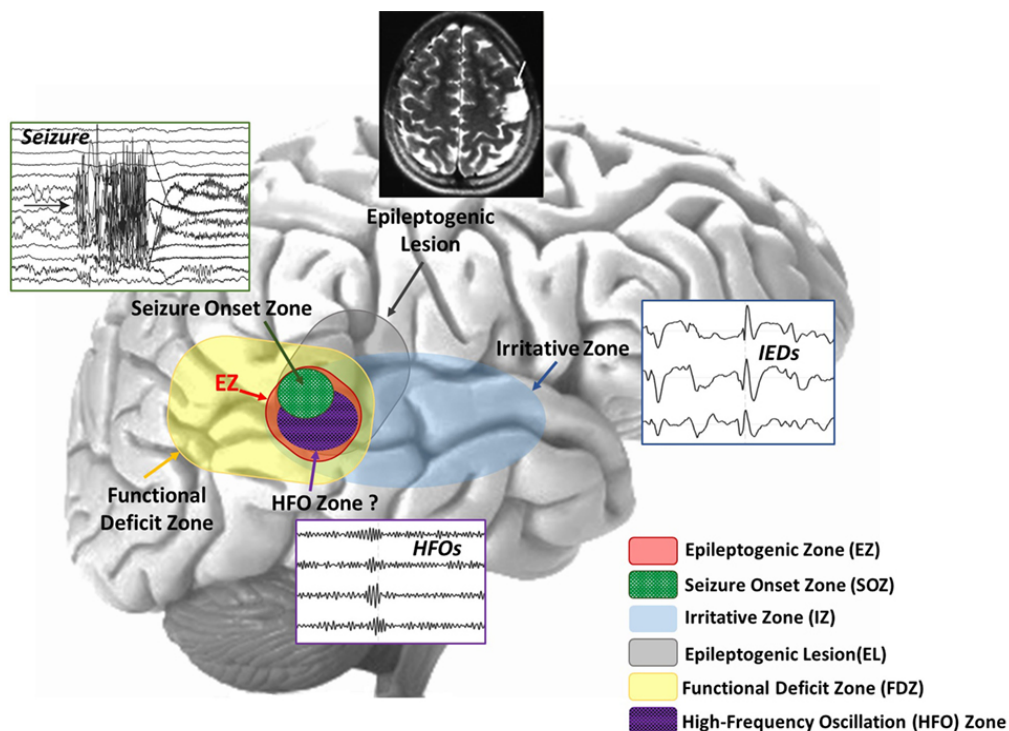 Seizure
Epileptogenic
Lesion
Seizure Onset Zone
Irritative Zone
IEDs
EZ
Functional
Deficit Zone
HFO Zone ?
HFOs
Epileptogenic Zone (EZ)
Seizure Onset Zone (SOZ)
Irritative Zone (IZ)
Epileptogenic Lesion(EL)
Functional Deficit Zone (FDZ)
High-Frequency Oscillation (HFO) Zone